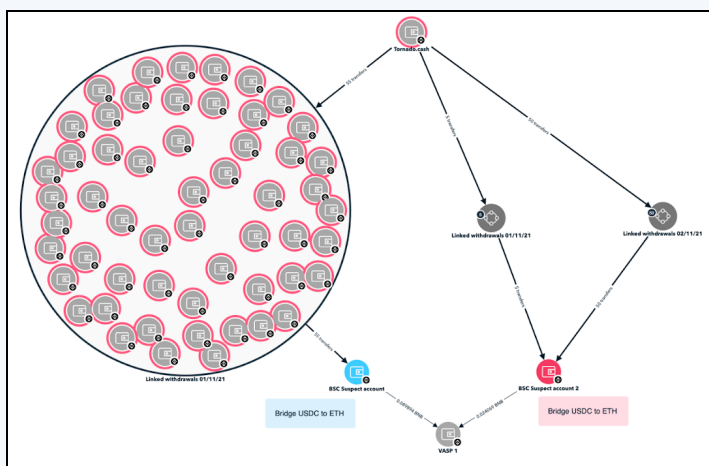 Tornado.cash
55 transfers
5 transfers
50 transfers
Linked withdrawals 01/11/21
Linked withdrawals 02/11/21
5 transfers
50 transfers
Linked withdrawals 01/11/21
BSC Suspect account
BSC Suspect account 2
Bridge USDC to ETH
Bridge USDC to ETH
VASP 1